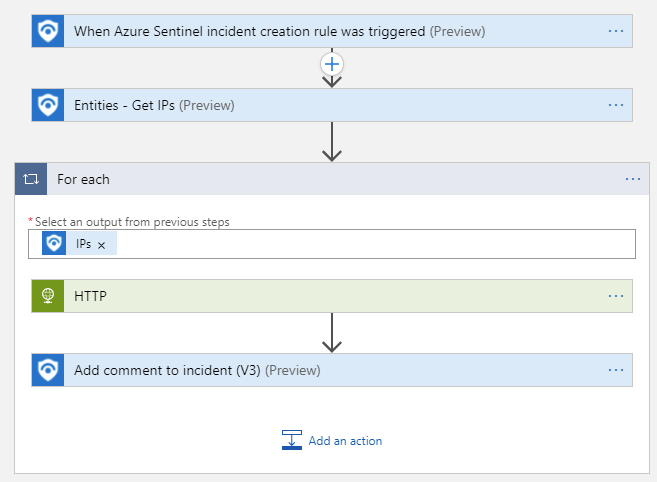 When Azure Sentinel incident creation rule was triggered (Preview)
Entities - Get IPs (Preview)
For each
*Select an output from previous steps
IPs ×
HTTP
Add comment to incident (V3) (Preview)
Add an action